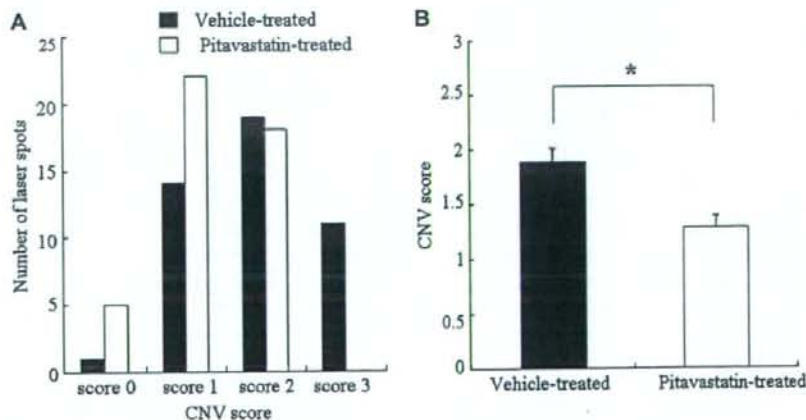 A
Vehicle-treated
Pitavastatin-treated
25
20
15
10
5
0
Number of laser spots
score 0 score 1 score 2 score 3
CNV score
B
3
2.5
2
1.5
1
0.5
0
CNV score
*
Vehicle-treated Pitavastatin-treated